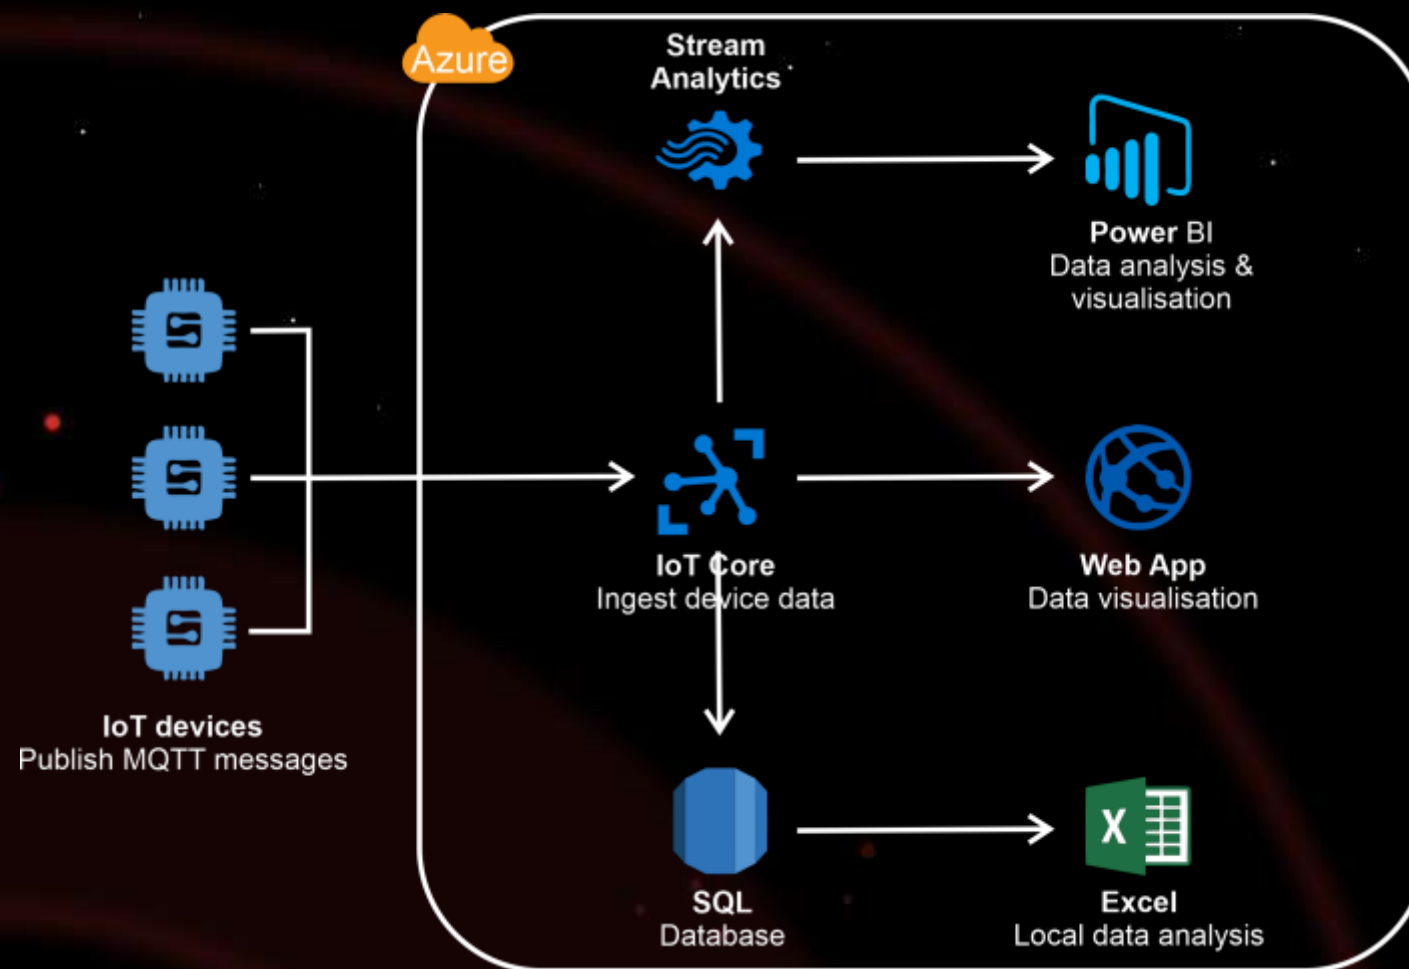 Azure
Stream
Analytics
Power BI
Data analysis &
visualisation
IoT Core
Ingest device data
Web App
Data visualisation
IoT devices
Publish MQTT messages
SQL
Database
X
Excel
Local data analysis